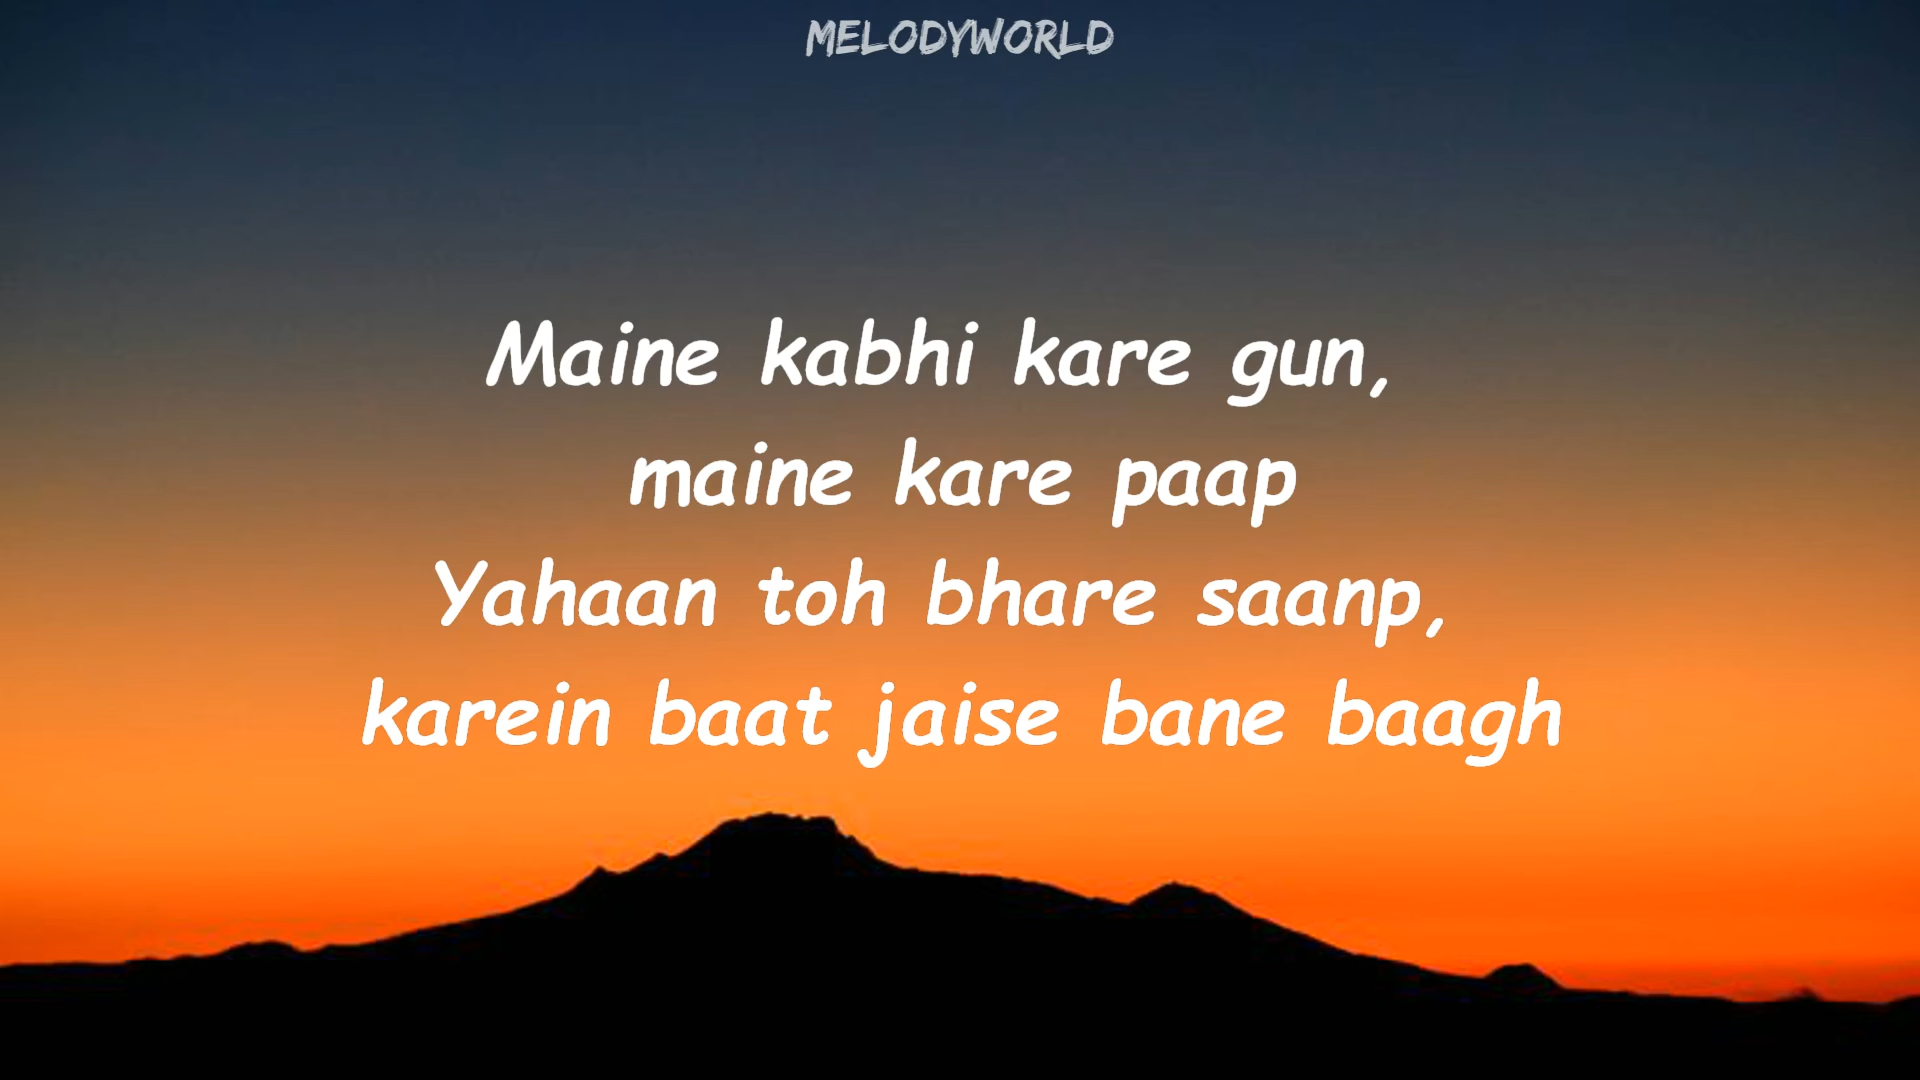 MELODYWORLD
Maine kabhi kare gun,
maine kare paap
Yahaan toh bhare saanp,
karein baat jaise bane baagh